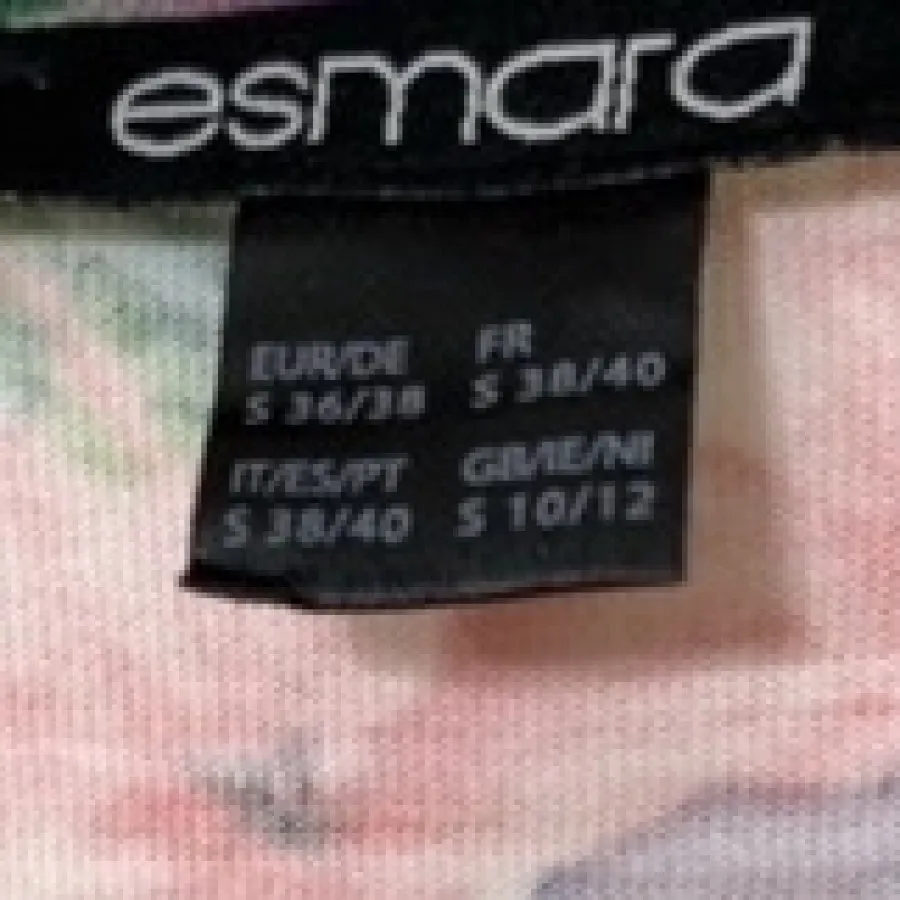 esmara
EUR/DE FR
S 36/38 S 38/40
IT/ES/PT GB/IE/NI
S 38/40 S 10/12